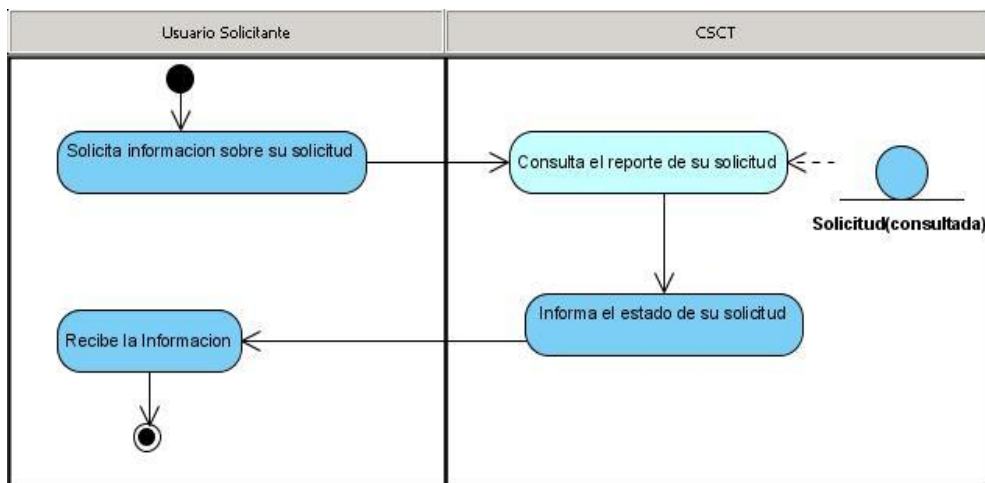 Usuario Solicitante
CSCT
Solicita informacion sobre su solicitud
Consulta el reporte de su solicitud
Solicitud(consultada)
Informa el estado de su solicitud
Recibe la Informacion